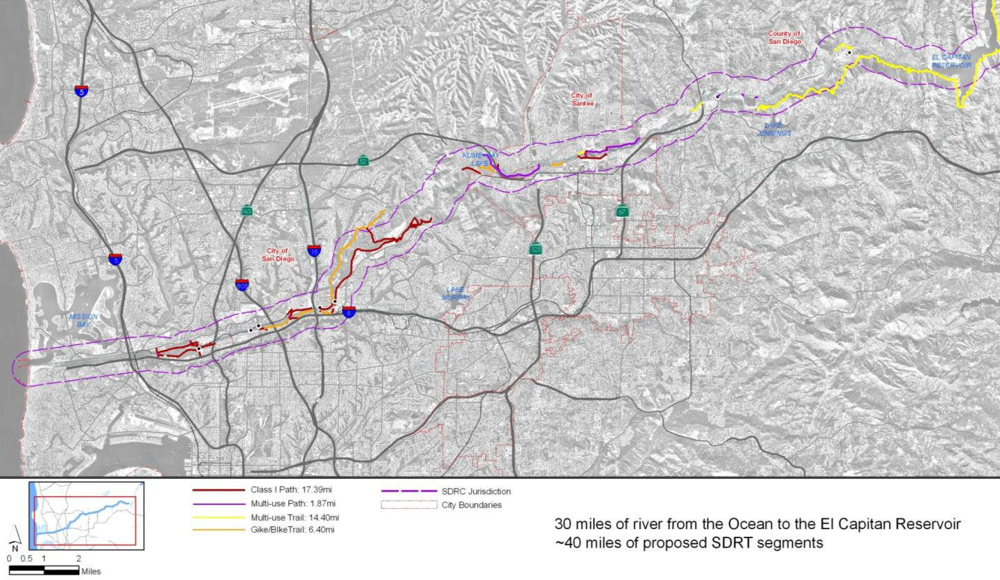 County of
San Diego
EL CAPITAN
RESERVOIR
5
City of
Santee
LAKE
JENNINGS
KUMEYAAY
LAKE
52
163
67
City of
San Diego
15
125
5
805
LAKE
MURRAY
8
MISSION
BAY
Class I Path: 17.39mi
Multi-use Path: 1.87mi
Multi-use Trail: 14.40mi
Gike/BIkeTrail: 6.40mi
SDRC Jurisdiction
City Boundaries
30 miles of river from the Ocean to the El Capitan Reservoir
~40 miles of proposed SDRT segments
N
0 0.5 1 2
Miles